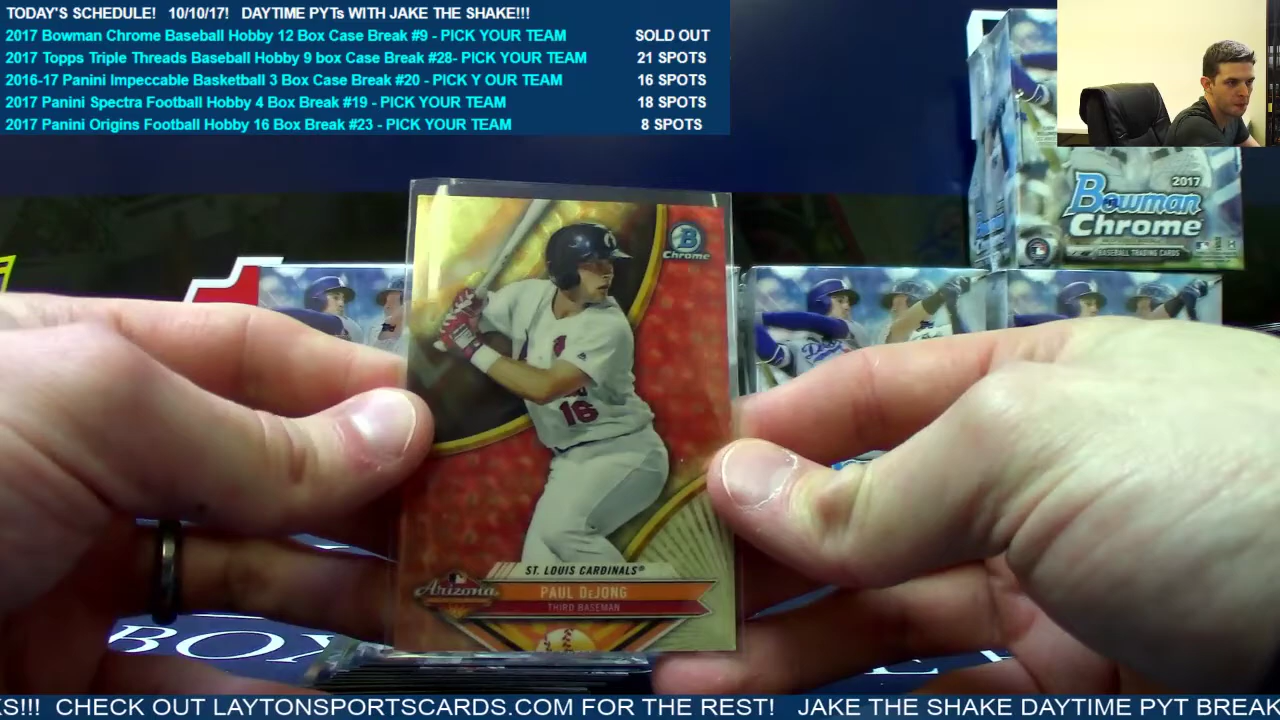 TODAY'S SCHEDULE! 10/10/17! DAYTIME PYTs WITH JAKE THE SHAKE!!!
2017 Bowman Chrome Baseball Hobby 12 Box Case Break #9 - PICK YOUR TEAM SOLD OUT
2017 Topps Triple Threads Baseball Hobby 9 box Case Break #28- PICK YOUR TEAM 21 SPOTS
2016-17 Panini Impeccable Basketball 3 Box Case Break #20 - PICK Y OUR TEAM 16 SPOTS
2017 Panini Spectra Football Hobby 4 Box Break #19 - PICK YOUR TEAM 18 SPOTS
2017 Panini Origins Football Hobby 16 Box Break #23 - PICK YOUR TEAM 8 SPOTS
2017
Bowman
Chrome
BASEBALL TRADING CARDS
B
Chrome
16
ST. LOUIS CARDINALS®
Arizona
PAUL DeJONG
THIRD BASEMAN
BOX
KS!!! CHECK OUT LAYTONSPORTSCARDS.COM FOR THE REST! JAKE THE SHAKE DAYTIME PYT BREAK